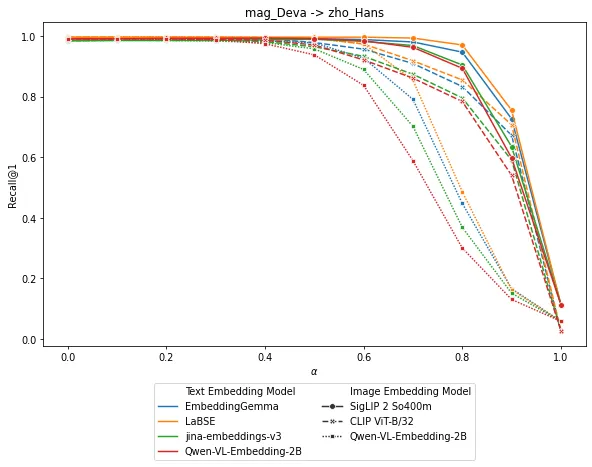 mag_Deva -> zho_Hans
1.0
0.8
0.6
0.4
0.2
0.0
Recall@1
0.0 0.2 0.4 0.6 0.8 1.0
α
Text Embedding Model Image Embedding Model
EmbeddingGemma SigLIP 2 So400m
LaBSE CLIP ViT-B/32
jina-embeddings-v3 Qwen-VL-Embedding-2B
Qwen-VL-Embedding-2B